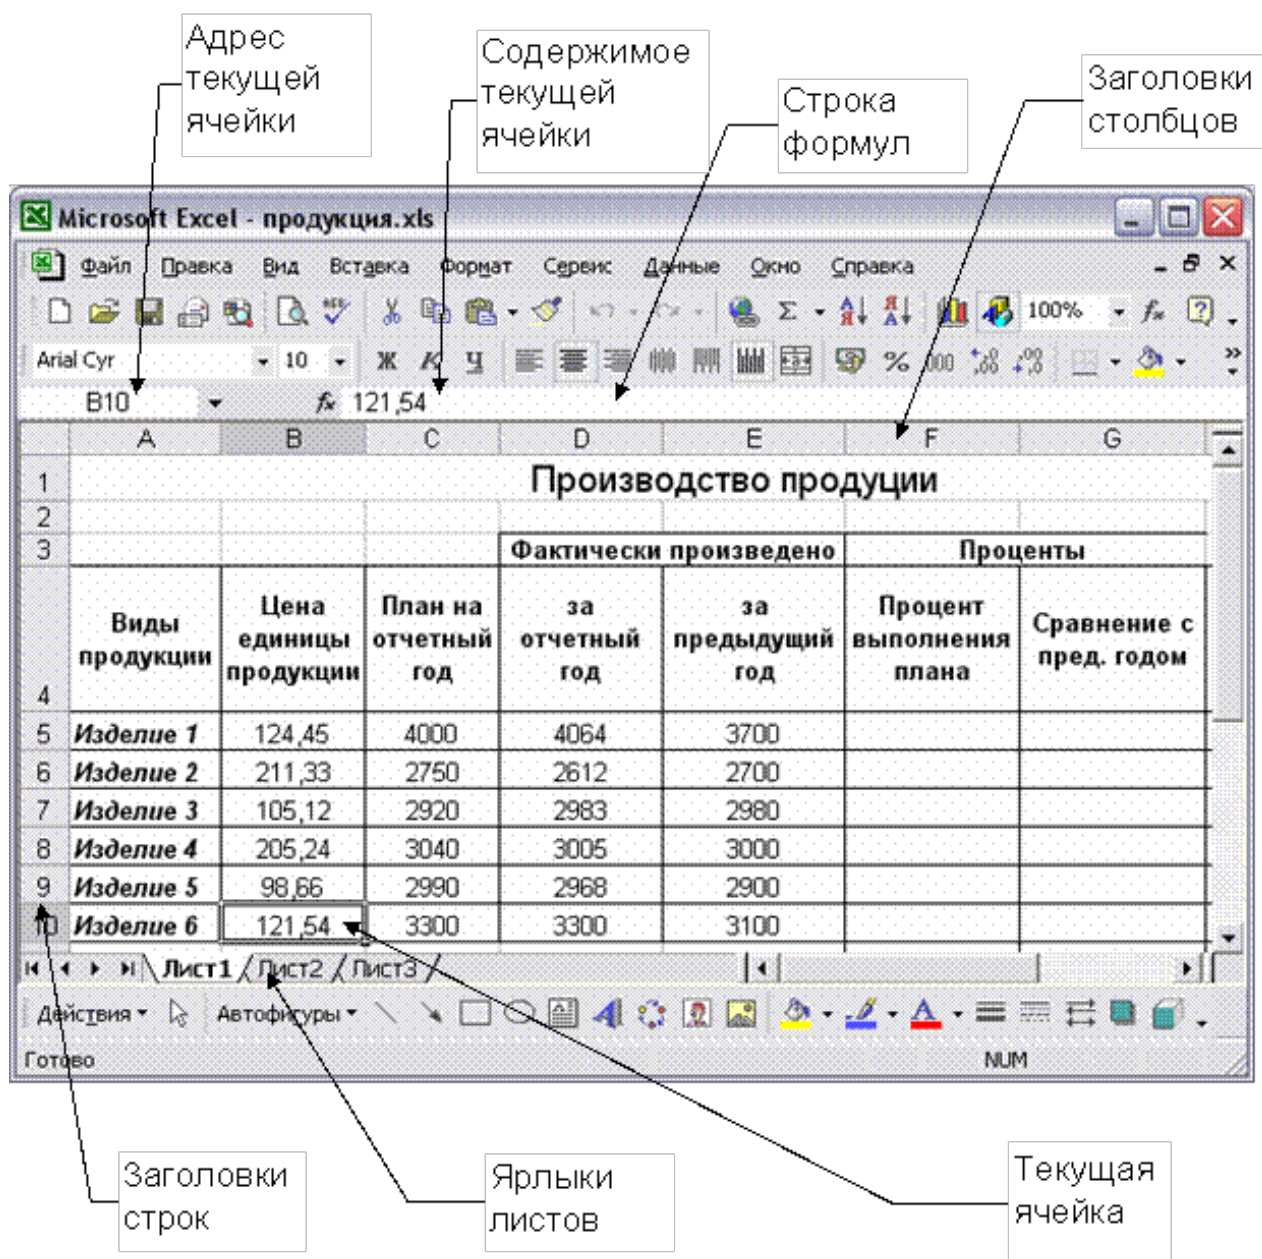 Адрес
текущей
ячейки
Содержимое
текущей
ячейки
Строка
формул
Заголовки
столбцов
Microsoft Excel - продукция.xls
Файл Правка Вид Вставка Формат Сервис Данные Окно Справка
100%
Arial Cyr 10 Ж К Ч % 000
B10 fx 121,54
A B C D E F G
1 Производство продуции
2
3 Фактически произведено Проценты
4 Виды продукции Цена единицы продукции План на отчетный год за отчетный год за предыдущий год Процент выполнения плана Сравнение с пред. годом
5 Изделие 1 124,45 4000 4064 3700
6 Изделие 2 211,33 2750 2612 2700
7 Изделие 3 105,12 2920 2983 2980
8 Изделие 4 205,24 3040 3005 3000
9 Изделие 5 98,66 2990 2968 2900
10 Изделие 6 121,54 3300 3300 3100
Лист1 Лист2 Лист3
Действия Автофигуры
Готово NUM
Заголовки
строк
Ярлыки
листов
Текущая
ячейка